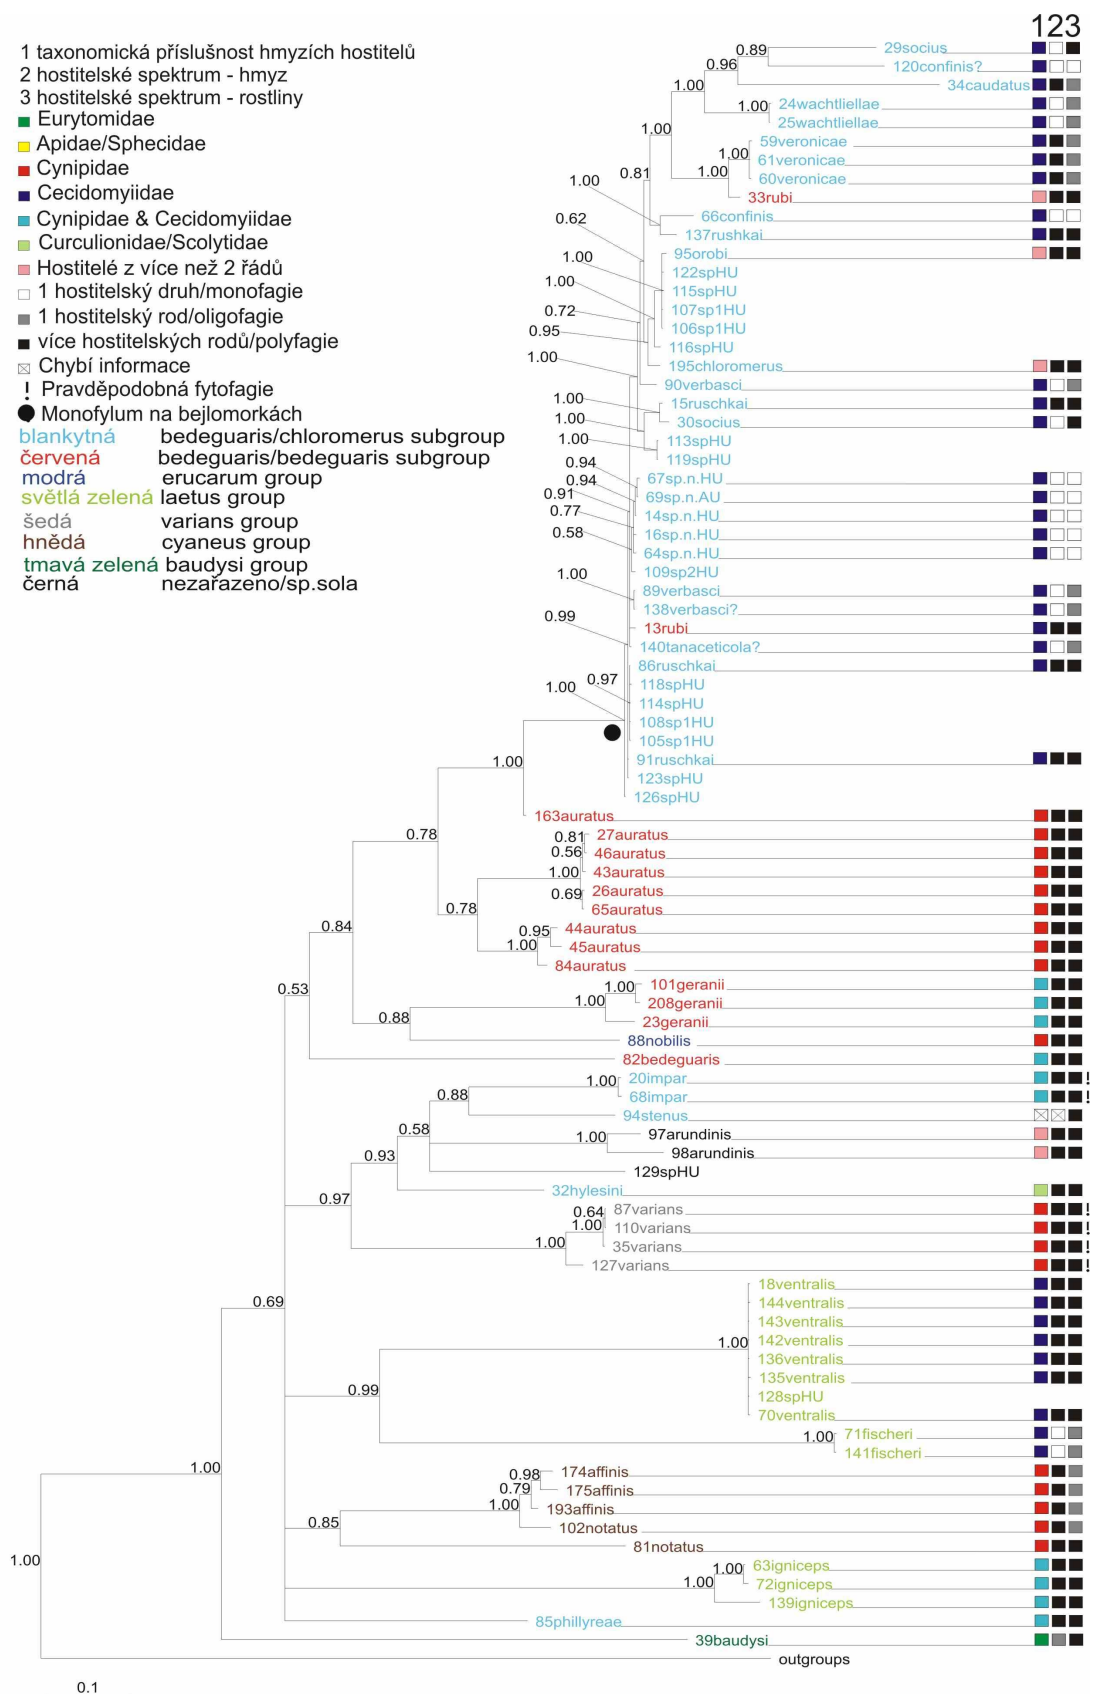 123
1 taxonomická příslušnost hmyzích hostitelů
2 hostitelské spektrum - hmyz
3 hostitelské spektrum - rostliny
Eurytomidae
Apidae/Sphecidae
Cynipidae
Cecidomyiidae
Cynipidae & Cecidomyiidae
Curculionidae/Scolytidae
Hostitelé z více než 2 řádů
1 hostitelský druh/monofagie
1 hostitelský rod/oligofagie
více hostitelských rodů/polyfagie
Chybí informace
! Pravděpodobná fytofagie
Monofylum na bejlomorkách
blankytná bedeguaris/chloromerus subgroup
červená bedeguaris/bedeguaris subgroup
modrá erucarum group
světlá zelená laetus group
šedá varians group
hnědá cyaneus group
tmavá zelená baudysi group
černá nezařazeno/sp.sola
0.89 29socius
0.96 120confinis?
1.00 34caudatus
1.00 24wachtliellae
25wachtliellae
1.00 59veronicae
1.00 61veronicae
1.00 60veronicae
0.81 33rubi
1.00 66confinis
0.62 137rushkai
1.00 95orobi
122spHU
1.00 115spHU
0.72 107sp1HU
0.95 106sp1HU
116spHU
1.00 195chloromerus
90verbasci
1.00 15ruschkai
1.00 30socius
1.00 113spHU
119spHU
0.94 67sp.n.HU
0.94 69sp.n.AU
0.91 14sp.n.HU
0.77 16sp.n.HU
0.58 64sp.n.HU
109sp2HU
1.00 89verbasci
138verbasci?
0.99 13rubi
140tanaceticola?
86ruschkai
0.97 118spHU
1.00 114spHU
108sp1HU
105sp1HU
1.00 91ruschkai
123spHU
126spHU
163auratus
0.78 0.81 27auratus
0.56 46auratus
1.00 43auratus
0.69 26auratus
0.78 65auratus
0.84 0.95 44auratus
1.00 45auratus
84auratus
0.53 1.00 101geranii
1.00 208geranii
0.88 23geranii
88nobilis
82bedeguaris
1.00 20impar !
0.88 68impar !
94stenus
0.58 1.00 97arundinis
0.93 98arundinis
129spHU
0.97 32hylesini
0.64 87varians !
1.00 110varians !
1.00 35varians !
127varians !
18ventralis
0.69 144ventralis
143ventralis
1.00 142ventralis
136ventralis
0.99 135ventralis
128spHU
70ventralis
1.00 71fischeri
141fischeri
1.00 0.98 174affinis
0.79 175affinis
1.00 193affinis
0.85 102notatus
81notatus
1.00 1.00 63igniceps
1.00 72igniceps
139igniceps
85phillyreae
39baudysi
outgroups
0.1